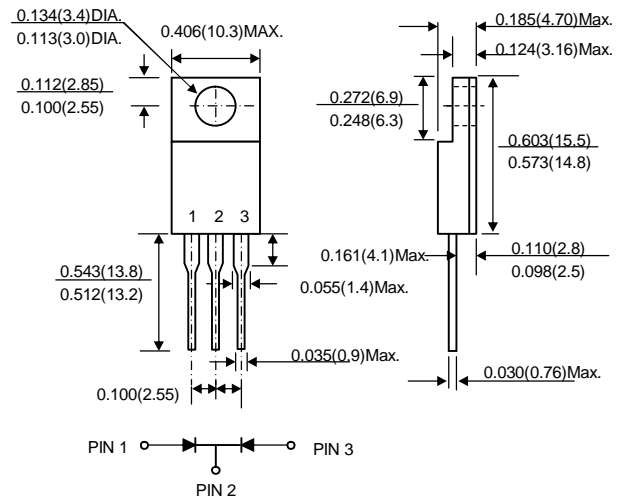 0.134(3.4)DIA.
0.113(3.0)DIA.
0.406(10.3)MAX.
0.185(4.70)Max.
0.124(3.16)Max.
0.112(2.85)
0.100(2.55)
0.272(6.9)
0.248(6.3)
0.603(15.5)
0.573(14.8)
1 2 3
0.543(13.8)
0.512(13.2)
0.161(4.1)Max.
0.055(1.4)Max.
0.110(2.8)
0.098(2.5)
0.035(0.9)Max.
0.030(0.76)Max.
0.100(2.55)
PIN 1
PIN 3
PIN 2